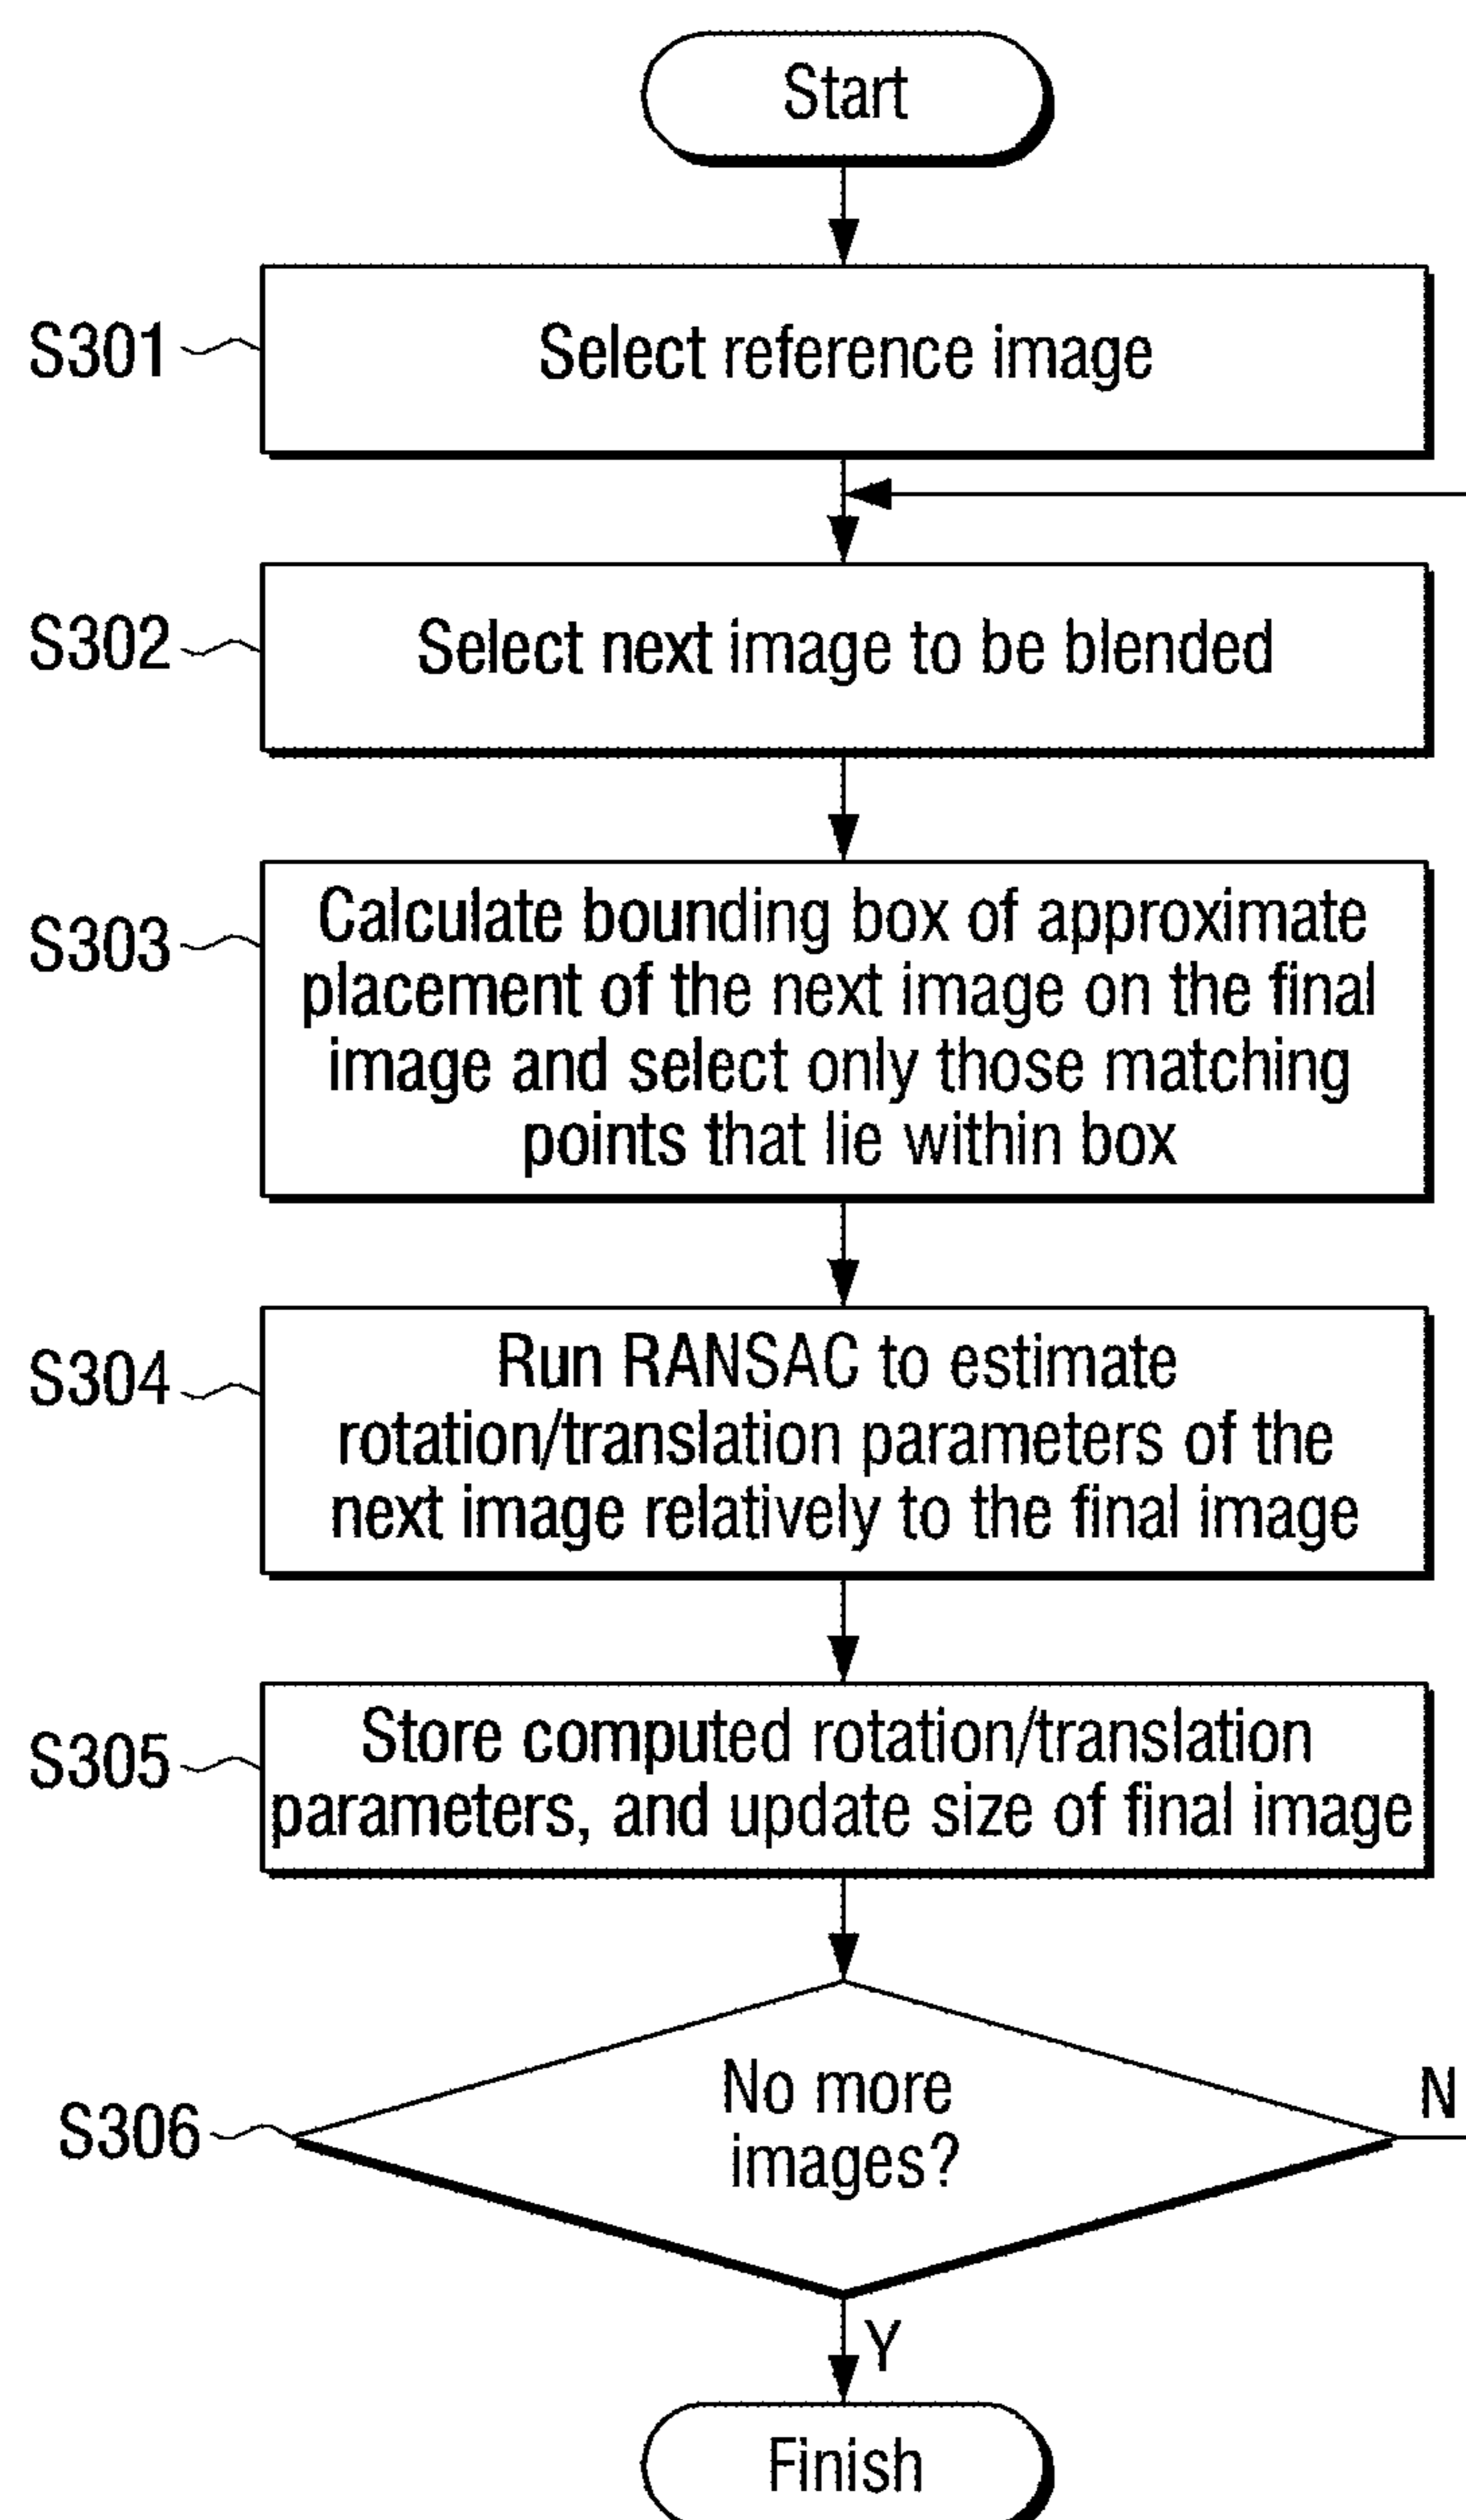 Start
S301
Select reference image
S302
Select next image to be blended
S303
Calculate bounding box of approximate
placement of the next image on the final
image and select only those matching
points that lie within box
S304
Run RANSAC to estimate
rotation/translation parameters of the
next image relatively to the final image
S305
Store computed rotation/translation
parameters, and update size of final image
S306
No more
images?
N
Y
Finish